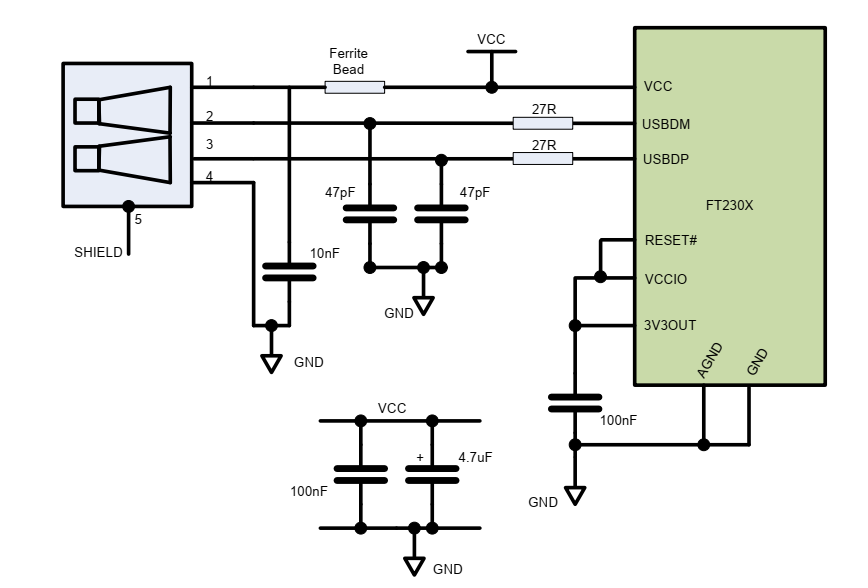 VCC
Ferrite
Bead
1
VCC
27R
2
USBDM
27R
3
USBDP
4
47pF
47pF
FT230X
5
SHIELD
RESET#
10nF
VCCIO
GND
3V3OUT
GND
AGND
GND
VCC
100nF
+
4.7uF
100nF
GND
GND